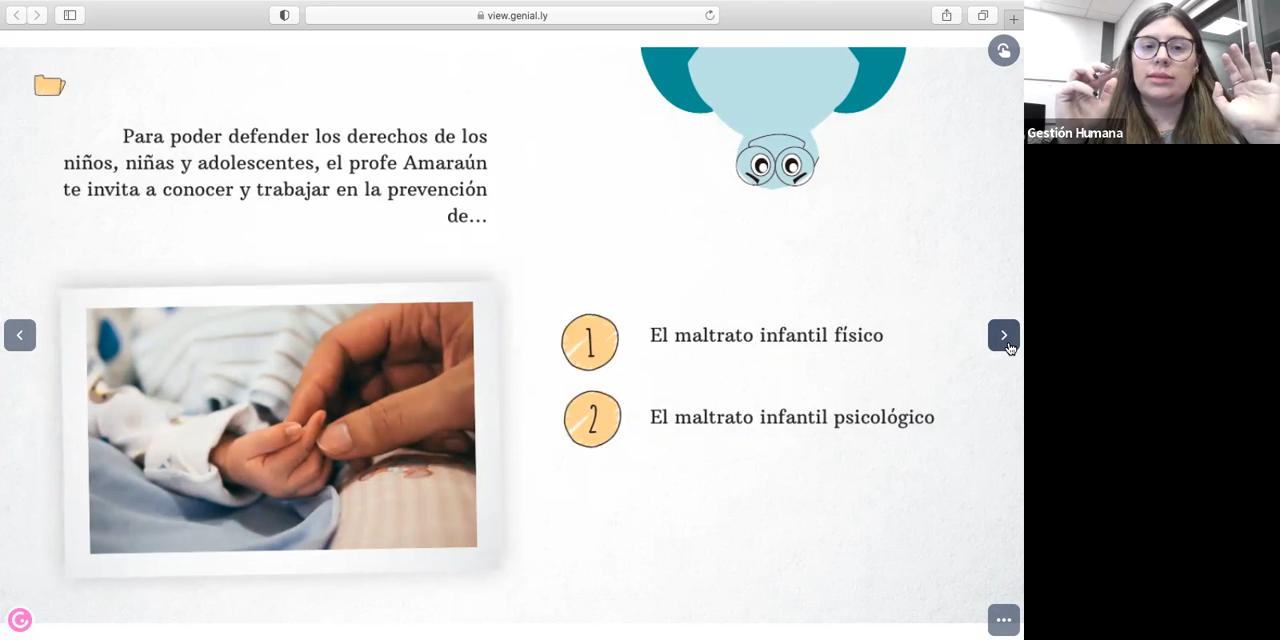 view.genial.ly
Para poder defender los derechos de los
niños, niñas y adolescentes, el profe Amaraún
te invita a conocer y trabajar en la prevención
de...
1 El maltrato infantil físico
2 El maltrato infantil psicológico
Gestión Humana